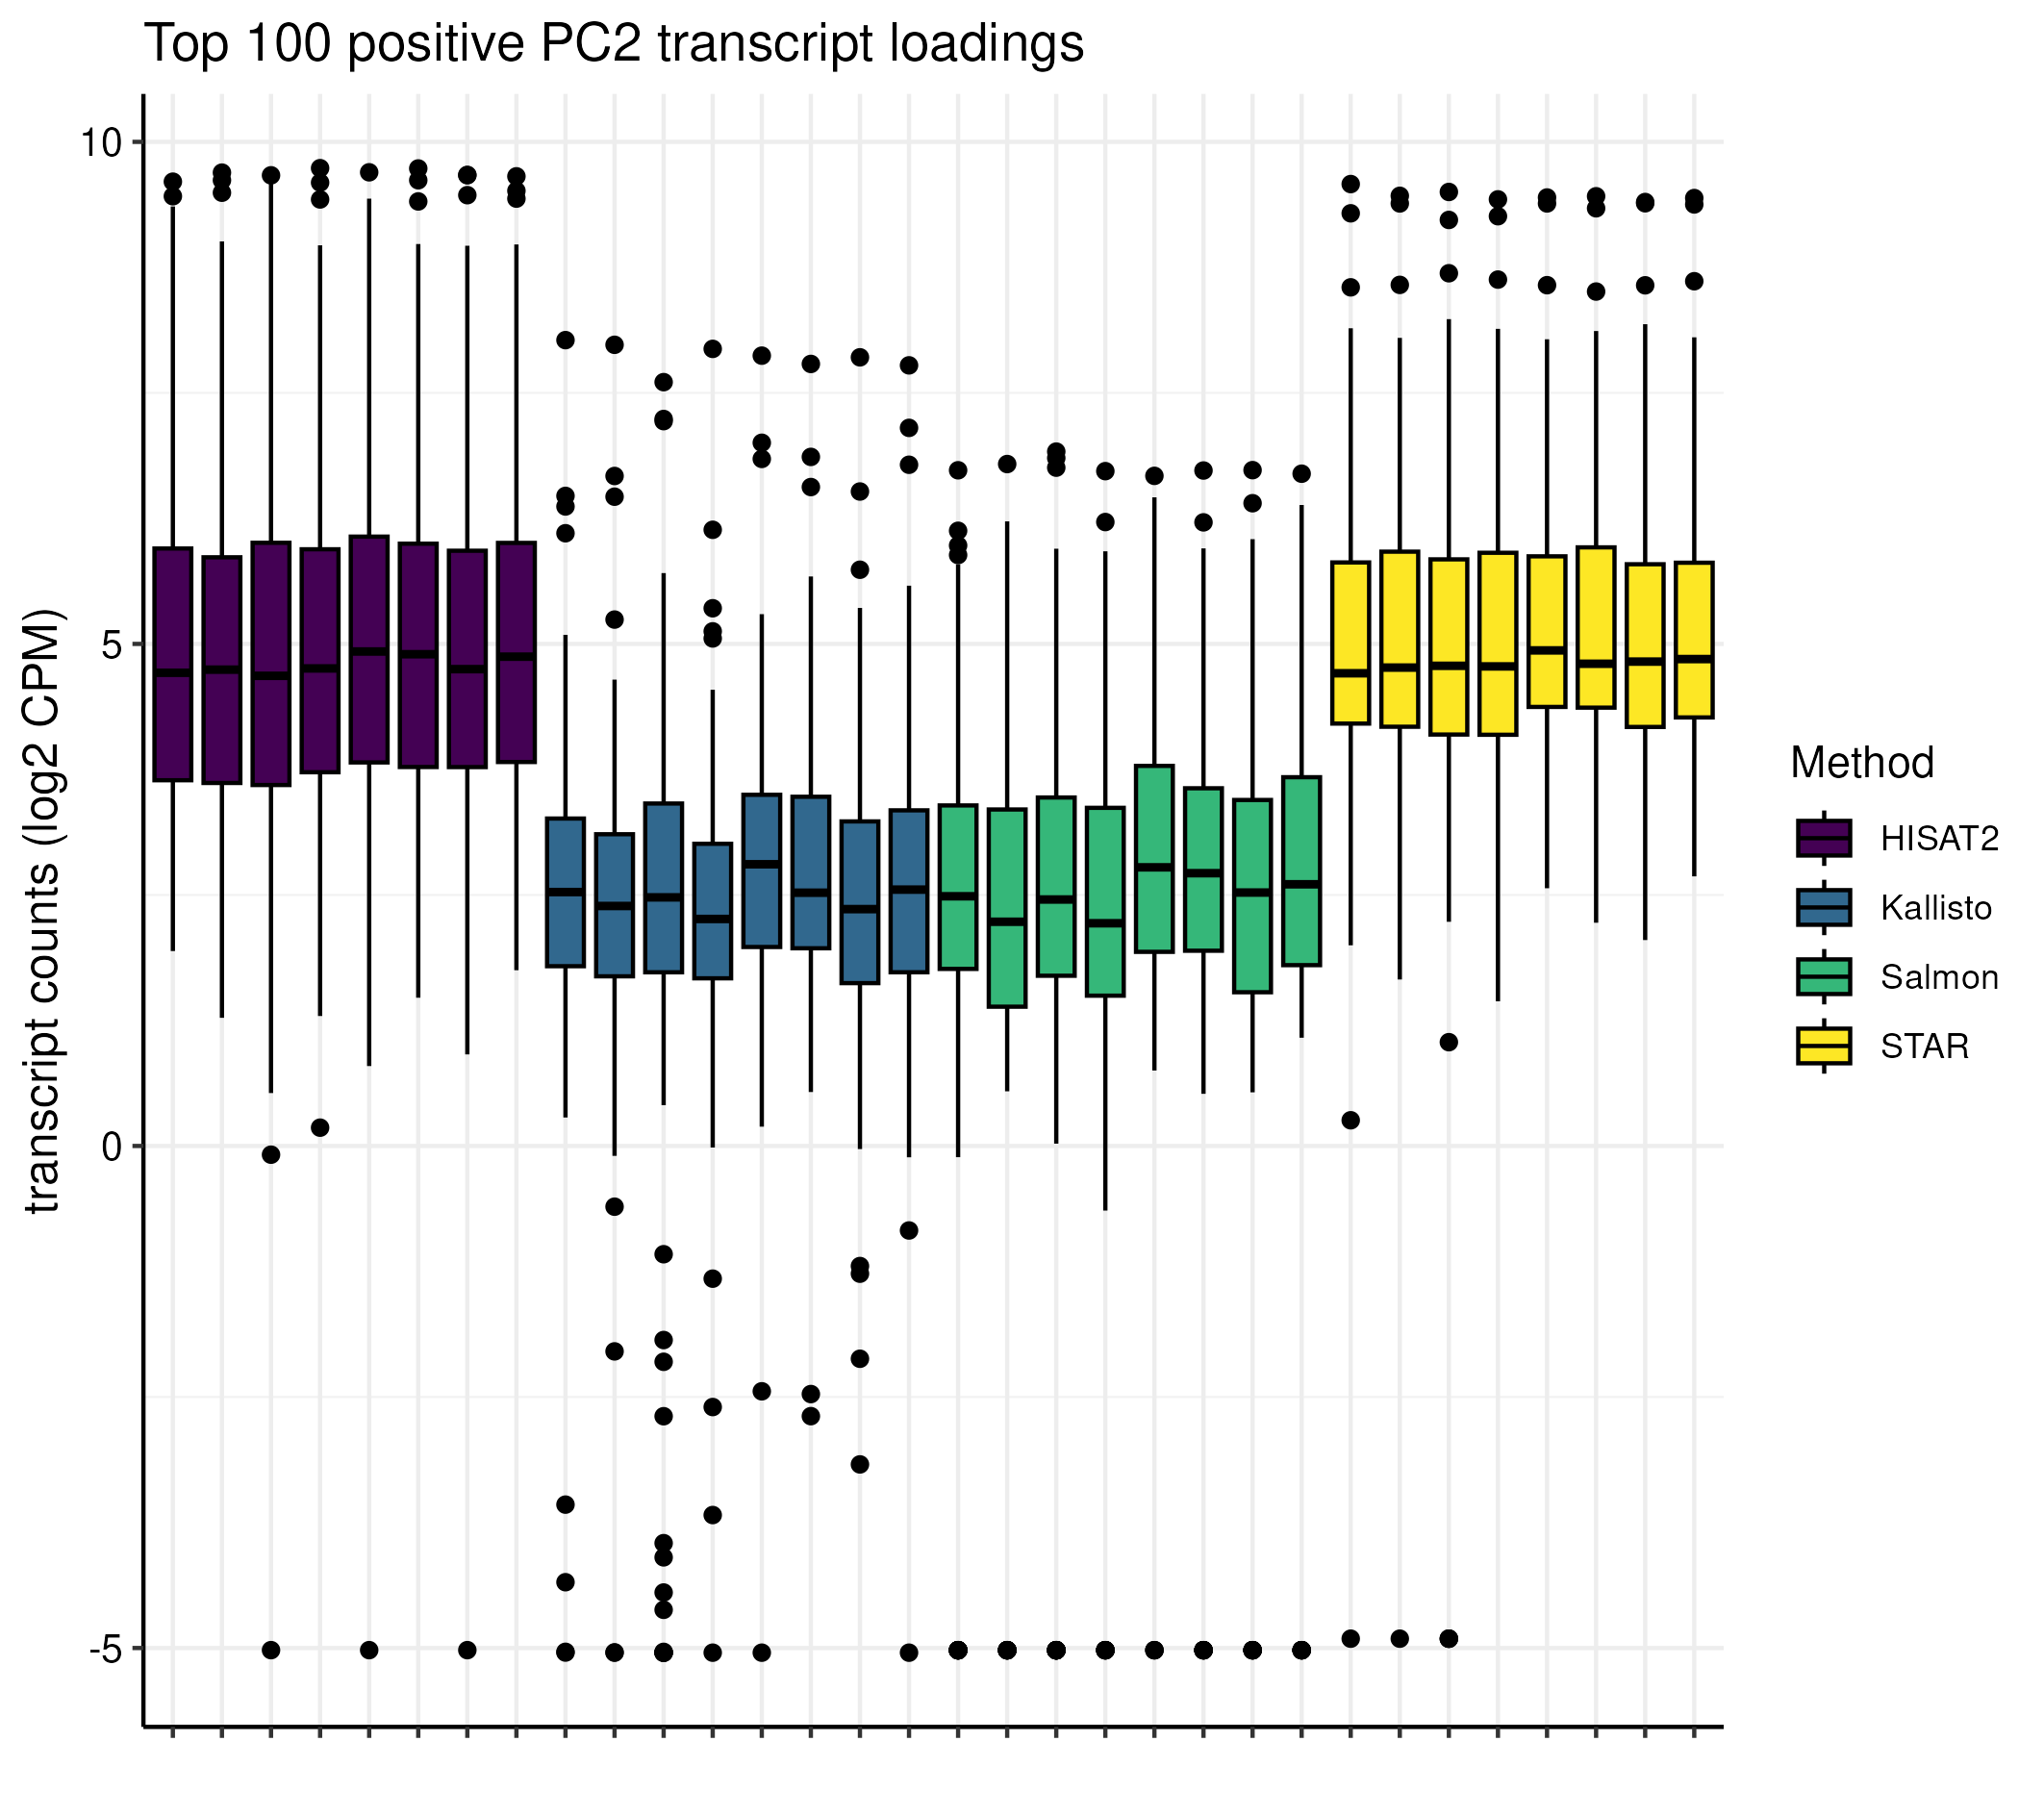 Top 100 positive PC2 transcript loadings
transcript counts (log2 CPM)
10
5
0
-5
Method
HISAT2
Kallisto
Salmon
STAR